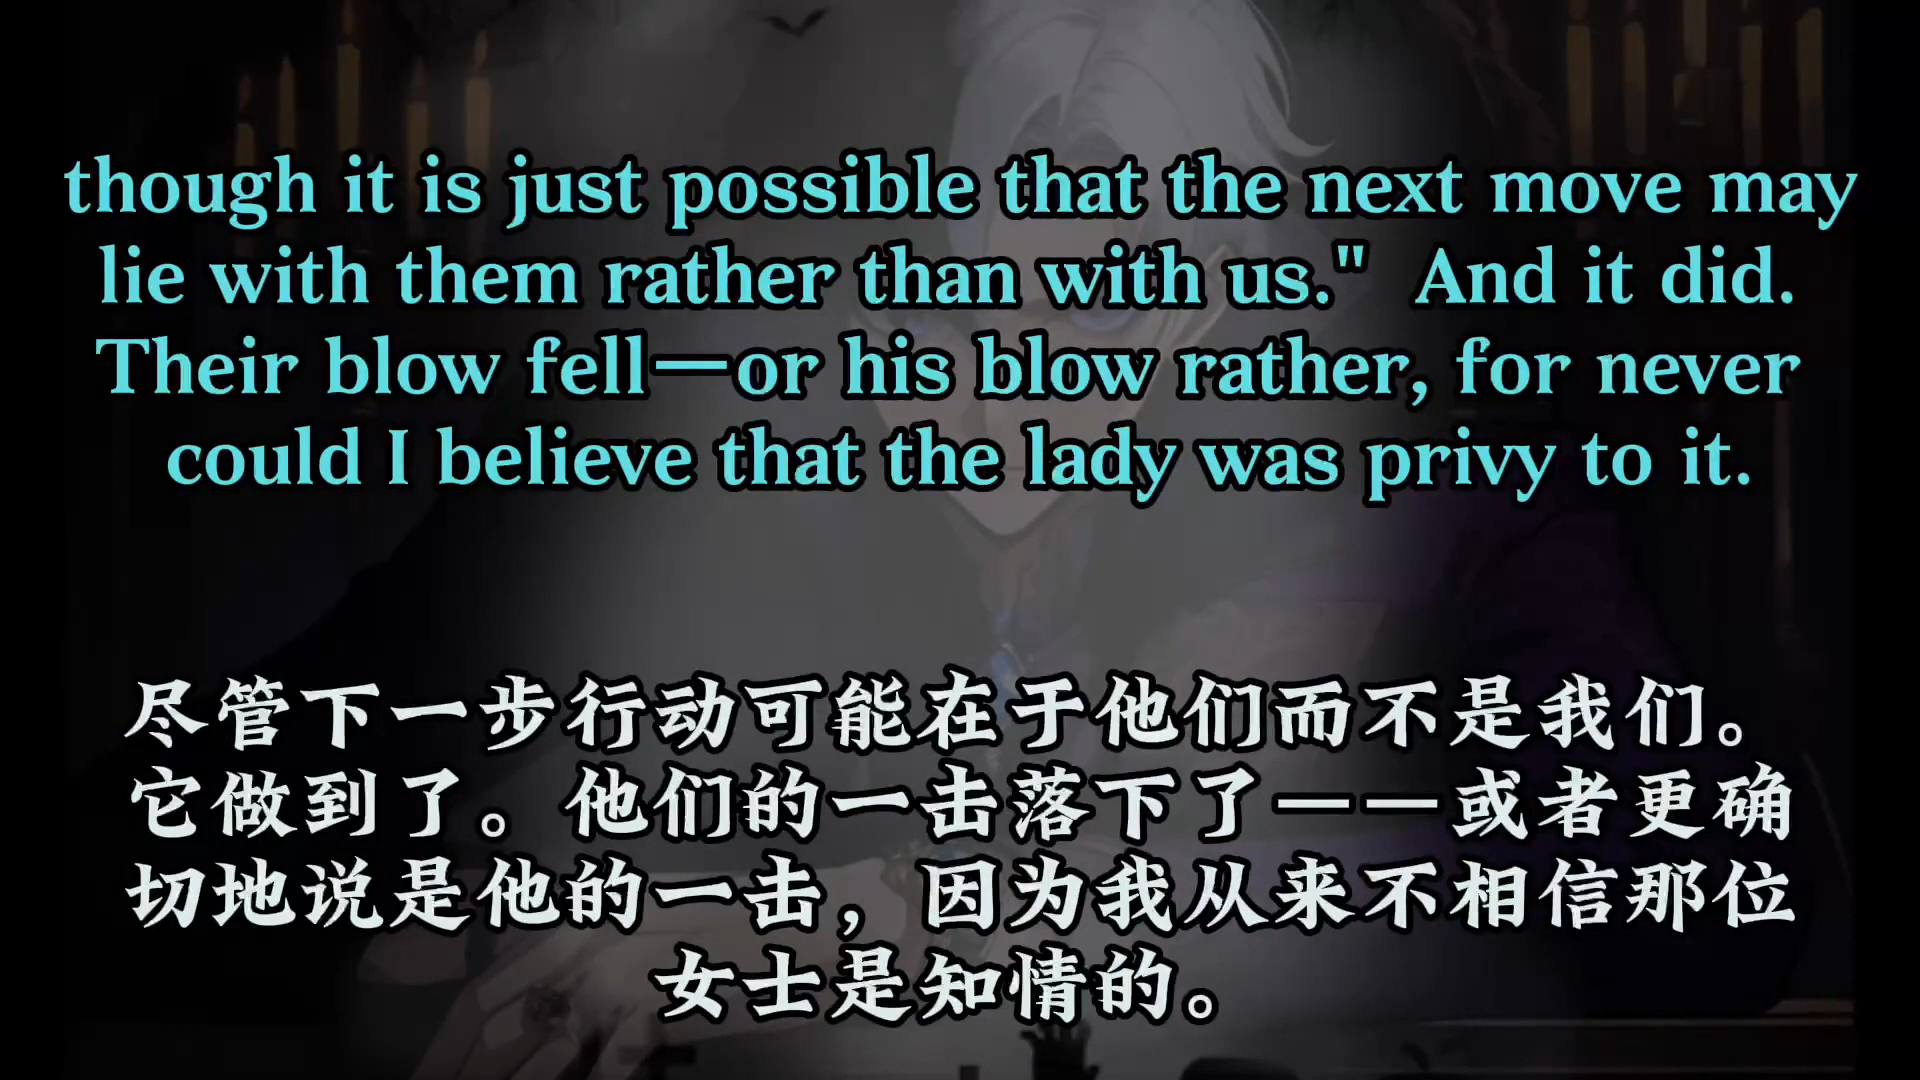 though it is just possible that the next move may
lie with them rather than with us."  And it did.
Their blow fell—or his blow rather, for never
could I believe that the lady was privy to it.
尽管下一步行动可能在于他们而不是我们。
它做到了。他们的一击落下了——或者更确
切地说是他的一击，因为我从来不相信那位
女士是知情的。